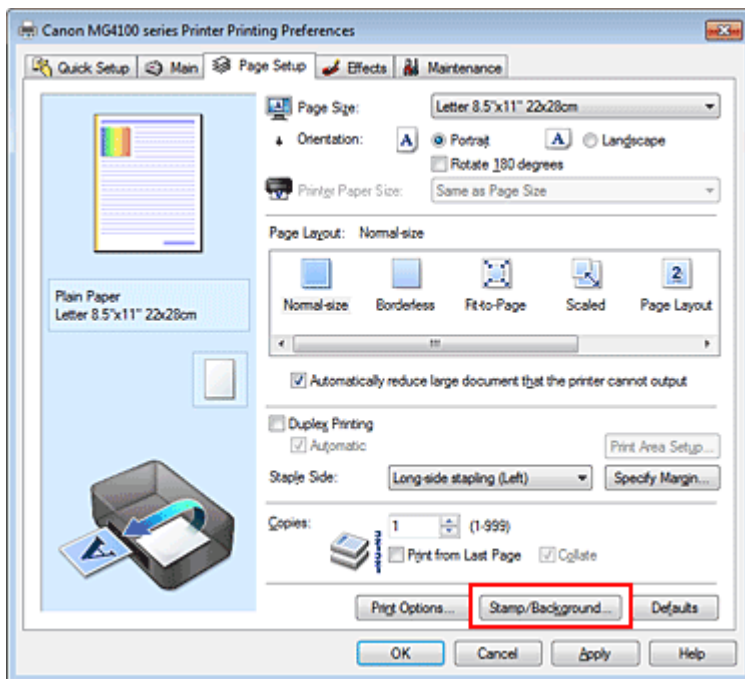 Canon MG4100 series Printer Printing Preferences
Quick Setup Main Page Setup Effects Maintenance
Page Size: Letter 8.5"x11" 22x28cm
Orientation: A Portrait A Landscape
Rotate 180 degrees
Printer Paper Size: Same as Page Size
Page Layout: Normal-size
2
Normal-size Borderless Fit-to-Page Scaled Page Layout
Plain Paper
Letter 8.5"x11" 22x28cm
Automatically reduce large document that the printer cannot output
Duplex Printing
Automatic Print Area Setup...
Staple Side: Long-side stapling (Left) Specify Margin...
Copies: 1 (1-999)
Print from Last Page Collate
A
Print Options... Stamp/Background... Defaults
OK Cancel Apply Help